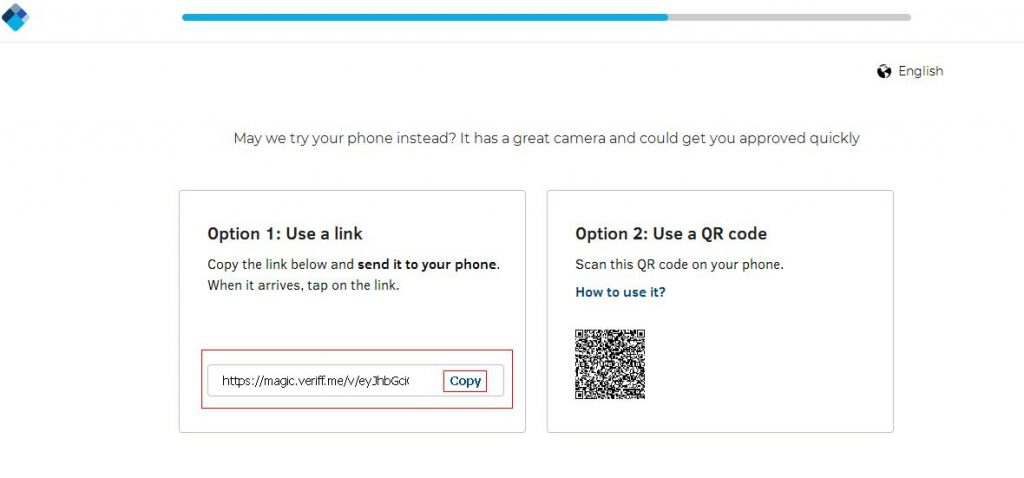 English
May we try your phone instead? It has a great camera and could get you approved quickly
Option 1: Use a link
Copy the link below and send it to your phone.
When it arrives, tap on the link.
https://magic.veriff.me/v/eyJhbGci
Copy
Option 2: Use a QR code
Scan this QR code on your phone.
How to use it?